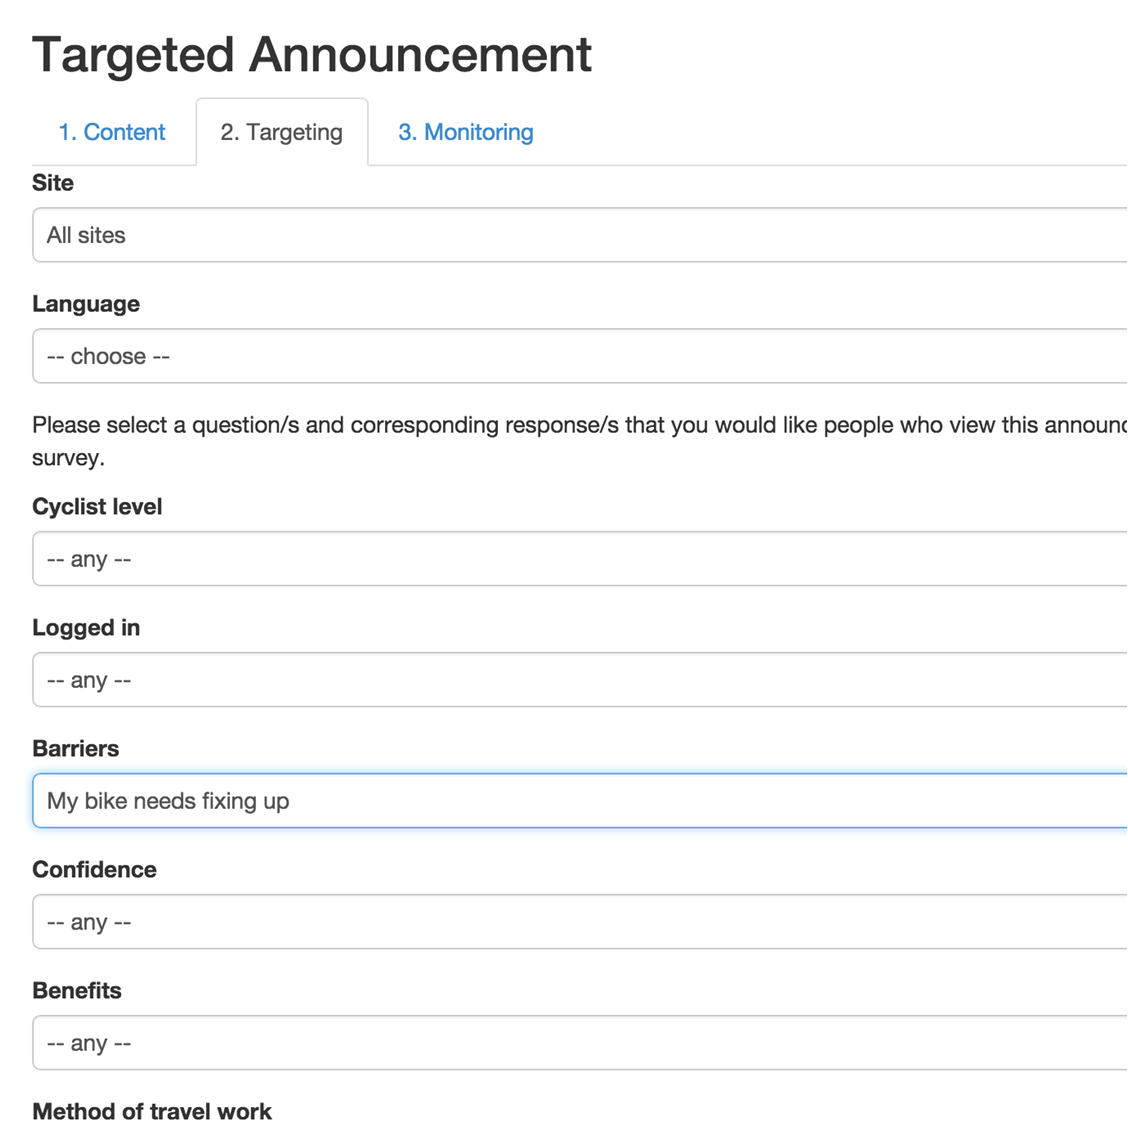 Targeted Announcement
1. Content 2. Targeting 3. Monitoring
Site
All sites
Language
-- choose --
Please select a question/s and corresponding response/s that you would like people who view this
survey.
Cyclist level
-- any --
Logged in
-- any --
Barriers
My bike needs fixing up
Confidence
-- any --
Benefits
-- any --
Method of travel work